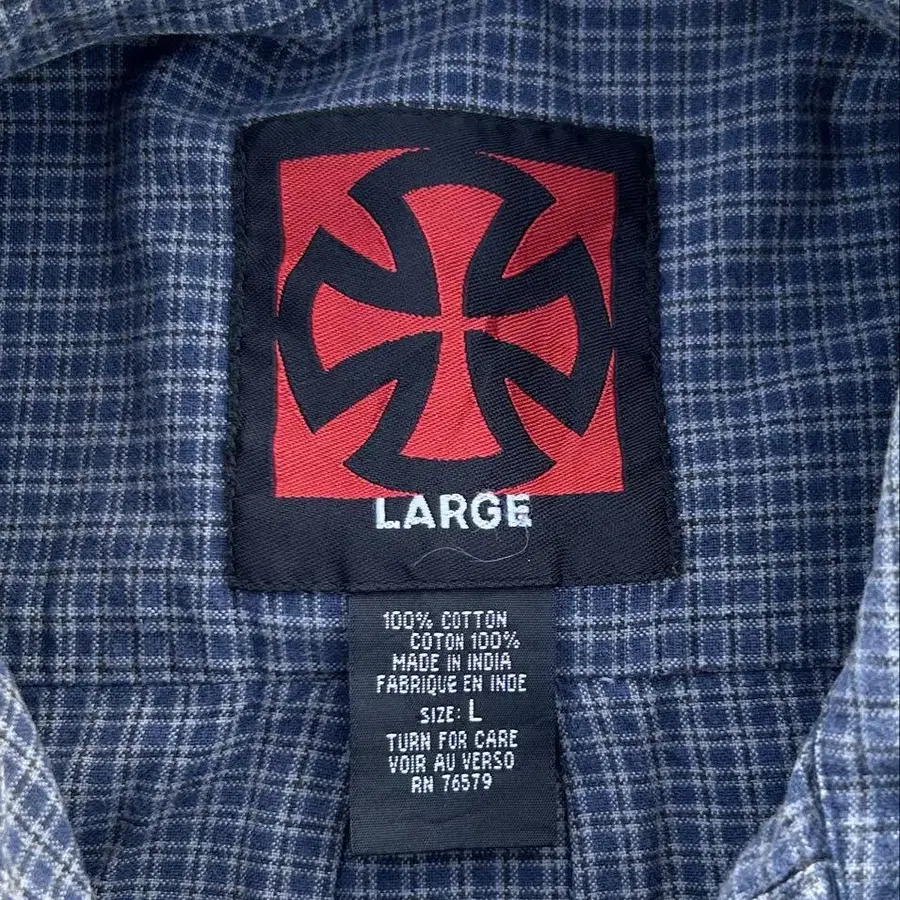 LARGE
100% COTTON
COTON 100%
MADE IN INDIA
FABRIQUE EN INDE
SIZE: L
TURN FOR CARE
VOIR AU VERSO
RN 76579